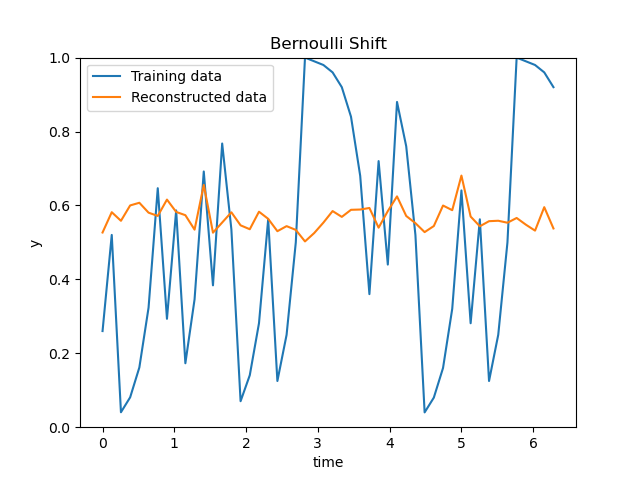 Bernoulli Shift
Training data
Reconstructed data
1.0
0.8
0.6
0.4
0.2
0.0
y
0 1 2 3 4 5 6
time